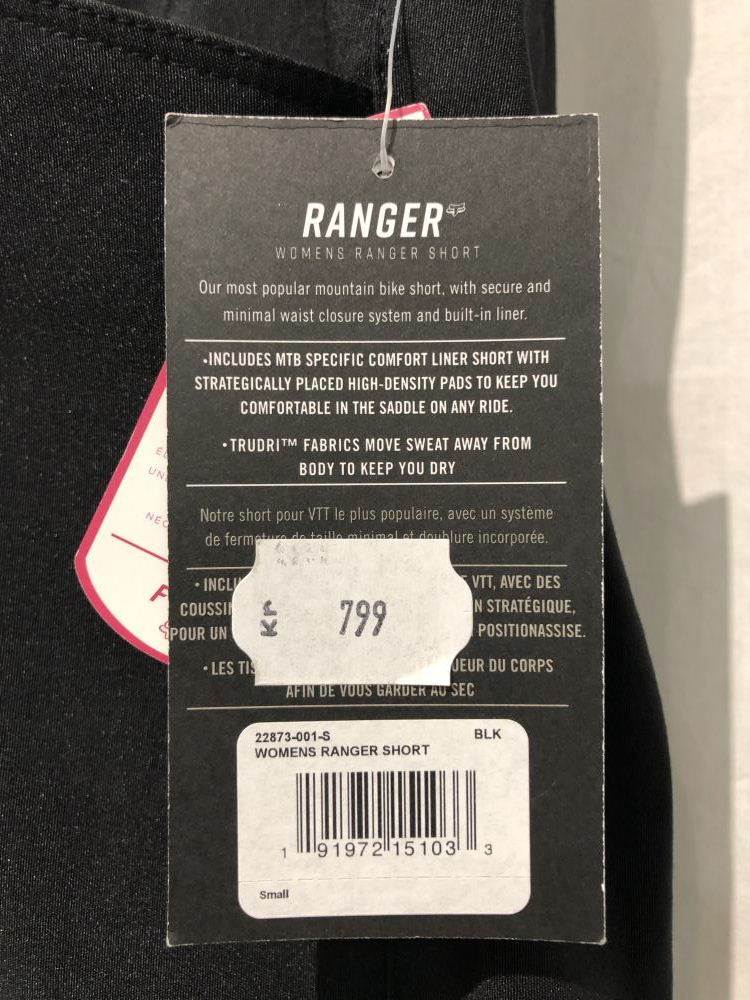 RANGER
WOMENS RANGER SHORT
Our most popular mountain bike short, with secure and
minimal waist closure system and built-in liner.
•INCLUDES MTB SPECIFIC COMFORT LINER SHORT WITH
STRATEGICALLY PLACED HIGH-DENSITY PADS TO KEEP YOU
COMFORTABLE IN THE SADDLE ON ANY RIDE.
•TRUDRI™ FABRICS MOVE SWEAT AWAY FROM
BODY TO KEEP YOU DRY
Notre short pour VTT le plus populaire, avec un système
de fermeture de taille minimal et doublure incorporée.
• VTT, AVEC DES
STRATÉGIQUE,
POUR UN POSITIONASSISE.
• LES DU CORPS
AFIN DE VOUS GARDER AU SEC
KP 799
22873-001-S BLK
WOMENS RANGER SHORT
1 91972 15103 3
Small